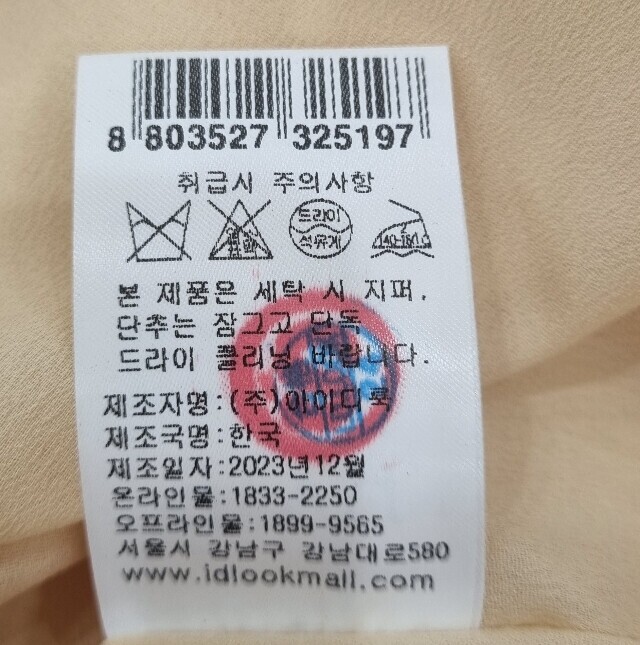 8 803527 325197
취급시 주의사항
드라이
석유계
140-160℃
본 제품은 세탁 시 지퍼,
단추는 잠그고 단독
드라이 클리닝 바랍니다.
제조자명:(주)아이디룩
제조국명:한국
제조일자:2023년12월
온라인몰:1833-2250
오프라인몰:1899-9565
서울시 강남구 강남대로580
www.idlookmall.com